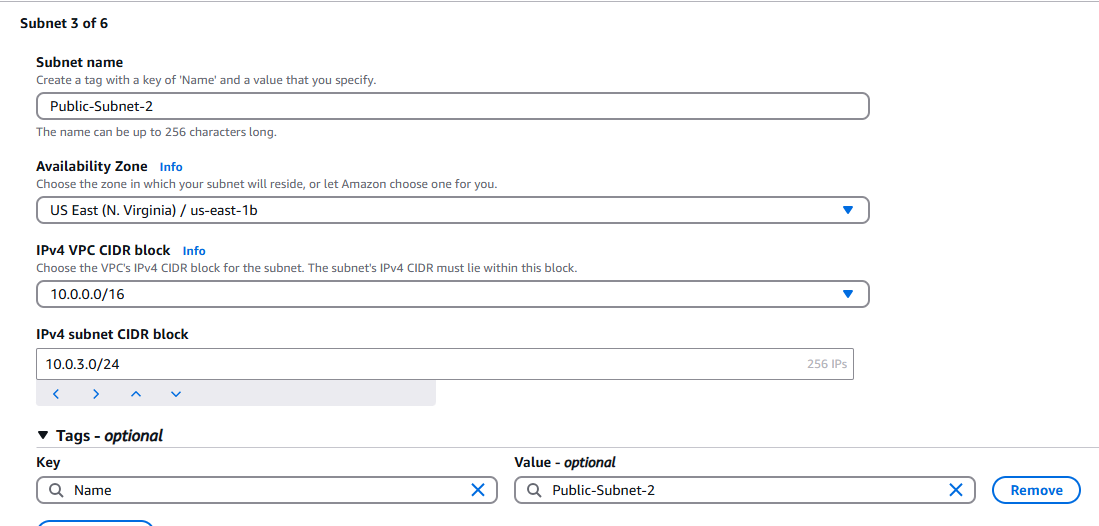 Subnet 3 of 6
Subnet name
Create a tag with a key of 'Name' and a value that you specify.
Public-Subnet-2
The name can be up to 256 characters long.
Availability Zone Info
Choose the zone in which your subnet will reside, or let Amazon choose one for you.
US East (N. Virginia) / us-east-1b
IPv4 VPC CIDR block Info
Choose the VPC's IPv4 CIDR block for the subnet. The subnet's IPv4 CIDR must lie within this block.
10.0.0.0/16
IPv4 subnet CIDR block
10.0.3.0/24 256 IPs
Tags - optional
Key Value - optional
Name Public-Subnet-2 Remove